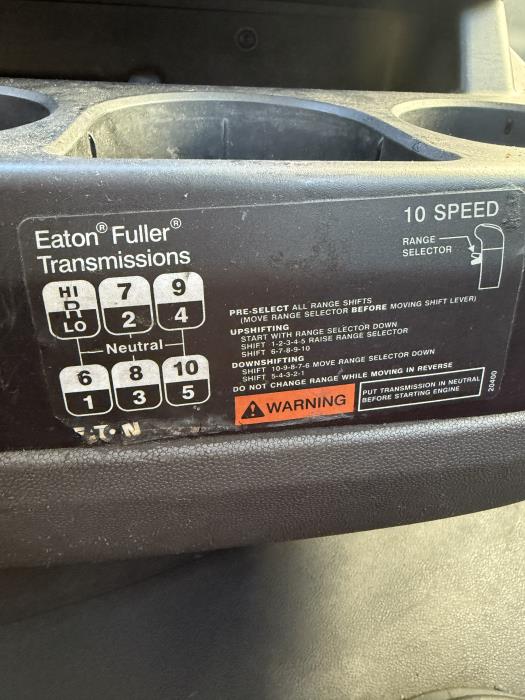 10 SPEED
Eaton® Fuller®
Transmissions
RANGE
SELECTOR
HI 7 9
R
LO 2 4
Neutral
6 8 10
1 3 5
PRE-SELECT ALL RANGE SHIFTS
(MOVE RANGE SELECTOR BEFORE MOVING SHIFT LEVER)
UPSHIFTING
START WITH RANGE SELECTOR DOWN
SHIFT 1-2-3-4-5 RAISE RANGE SELECTOR
SHIFT 6-7-8-9-10
DOWNSHIFTING
SHIFT 10-9-8-7-6 MOVE RANGE SELECTOR DOWN
SHIFT 5-4-3-2-1
DO NOT CHANGE RANGE WHILE MOVING IN REVERSE
WARNING
PUT TRANSMISSION IN NEUTRAL
BEFORE STARTING ENGINE
20400